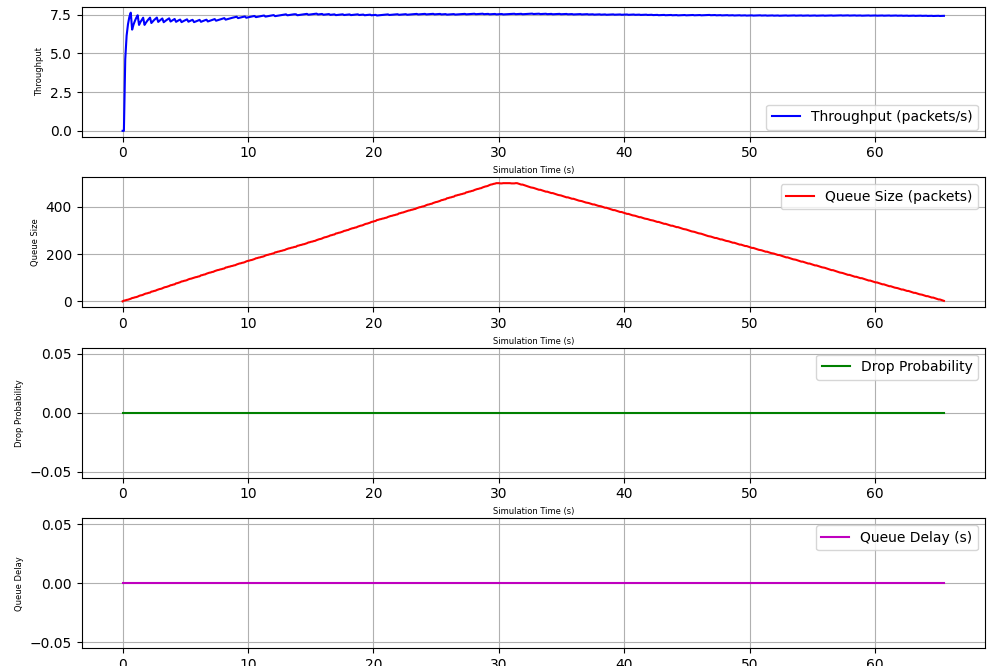 7.5
5.0
2.5
0.0
Throughput
Throughput (packets/s)
0 10 20 30 40 50 60
Simulation Time (s)
400
200
0
Queue Size
Queue Size (packets)
0 10 20 30 40 50 60
Simulation Time (s)
0.05
0.00
−0.05
Drop Probability
Drop Probability
0 10 20 30 40 50 60
Simulation Time (s)
0.05
0.00
−0.05
Queue Delay
Queue Delay (s)
0 10 20 30 40 50 60